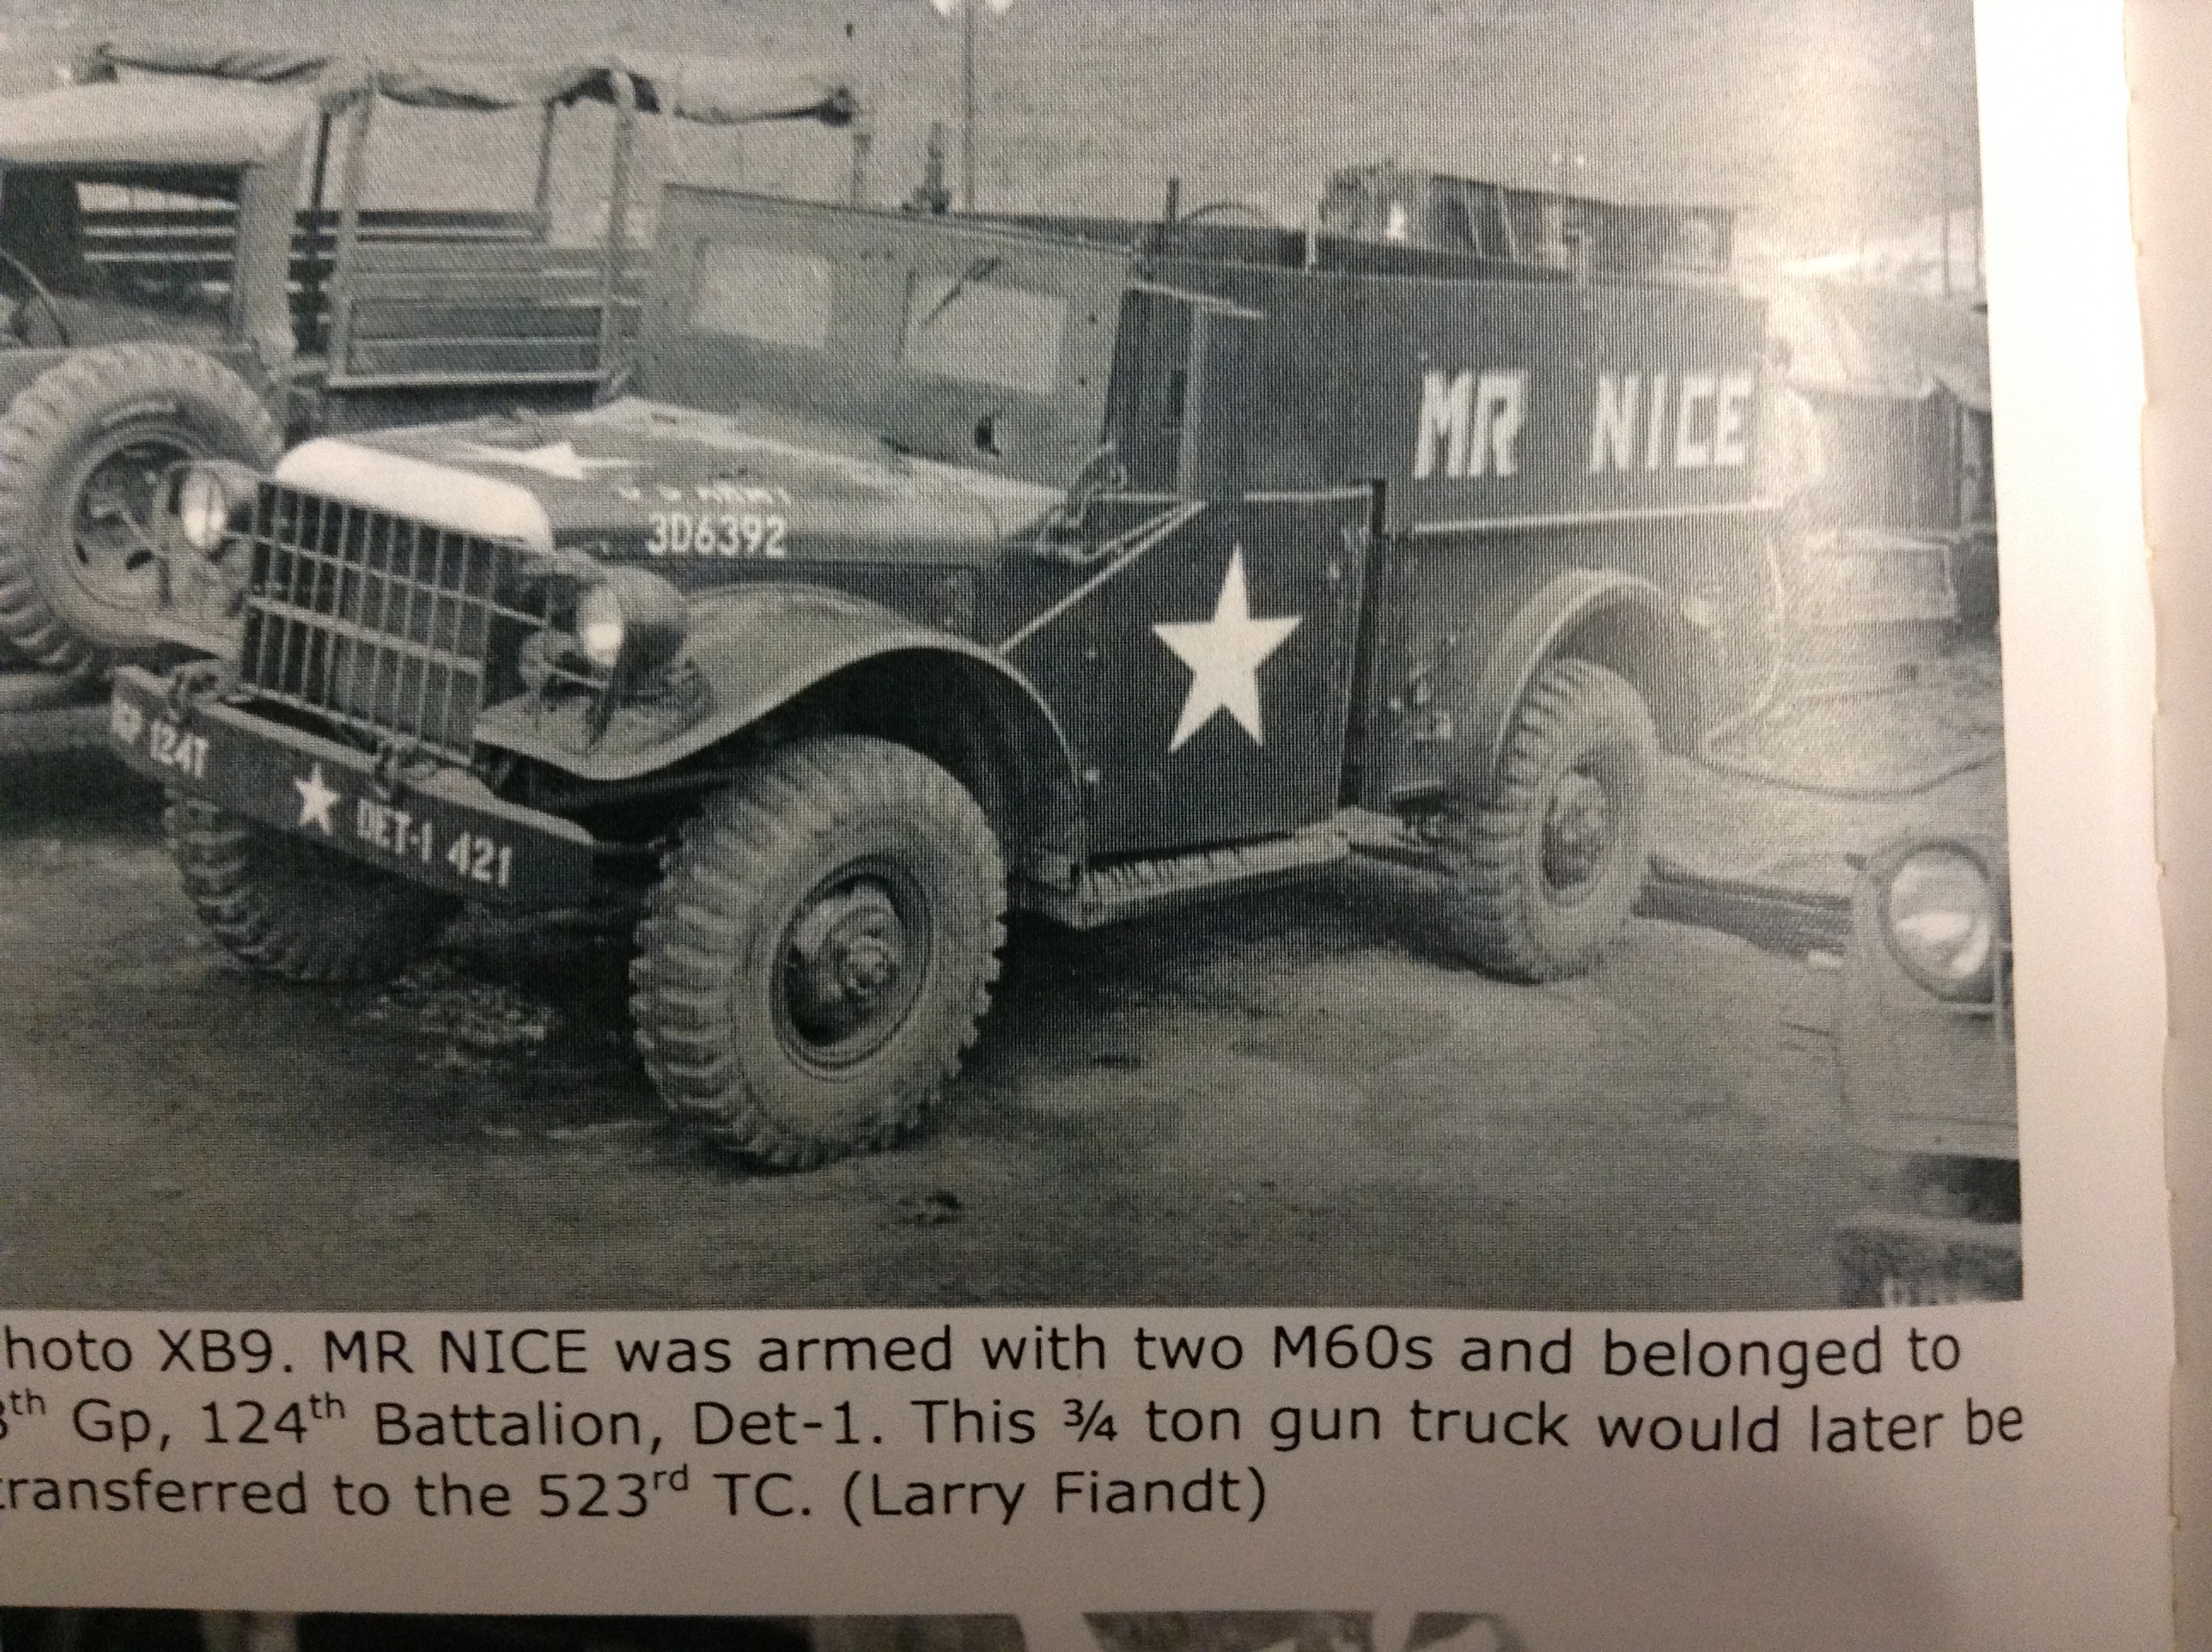 MR NICE
U S ARMY
3D6392
124T DET-1 421
hoto XB9. MR NICE was armed with two M60s and belonged to
th Gp, 124th Battalion, Det-1. This ¾ ton gun truck would later be
ransferred to the 523rd TC. (Larry Fiandt)